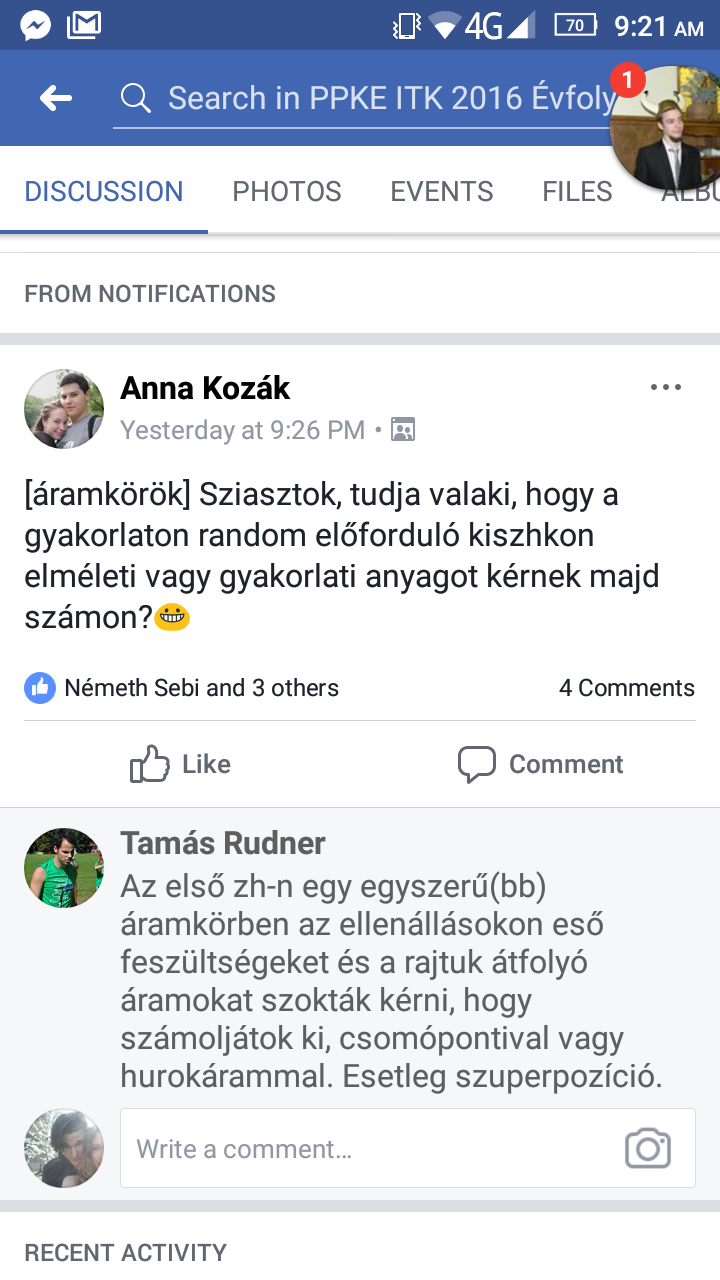 4G 70 9:21 AM
Search in PPKE ITK 2016 Évfoly
1
DISCUSSION PHOTOS EVENTS FILES ALBU
FROM NOTIFICATIONS
Anna Kozák
Yesterday at 9:26 PM •
[áramkörök] Sziasztok, tudja valaki, hogy a
gyakorlaton random előforduló kiszhkon
elméleti vagy gyakorlati anyagot kérnek majd
számon?😀
Németh Sebi and 3 others 4 Comments
Like Comment
Tamás Rudner
Az első zh-n egy egyszerű(bb)
áramkörben az ellenállásokon eső
feszültségeket és a rajtuk átfolyó
áramokat szokták kérni, hogy
számoljátok ki, csomópontival vagy
hurokárammal. Esetleg szuperpozíció.
Write a comment...
RECENT ACTIVITY